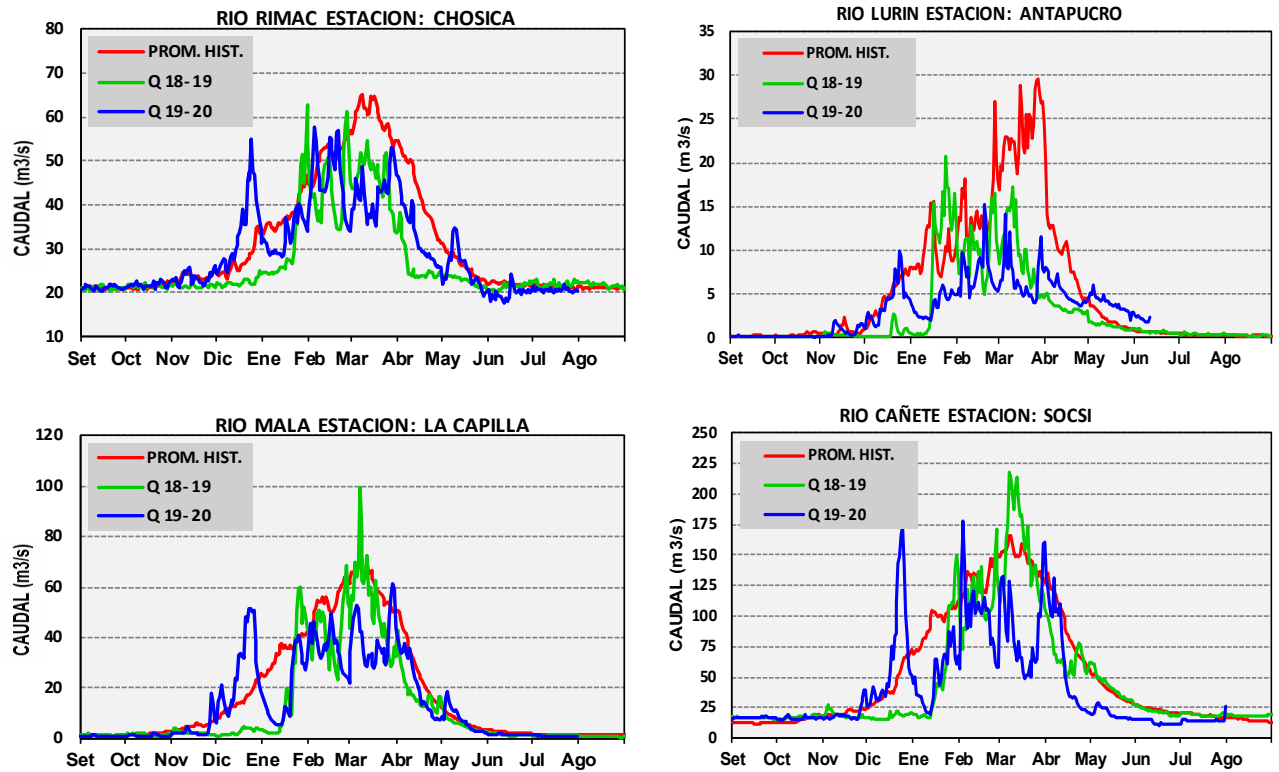 RIO RIMAC ESTACION: CHOSICA
PROM. HIST.
Q 18- 19
Q 19- 20
CAUDAL (m3/s)
80
70
60
50
40
30
20
10
Set Oct Nov Dic Ene Feb Mar Abr May Jun Jul Ago
RIO LURIN ESTACION: ANTAPUCRO
PROM. HIST.
Q 18- 19
Q 19- 20
CAUDAL (m3/s)
35
30
25
20
15
10
5
0
Set Oct Nov Dic Ene Feb Mar Abr May Jun Jul Ago
RIO MALA ESTACION: LA CAPILLA
PROM. HIST.
Q 18- 19
Q 19- 20
CAUDAL (m3/s)
120
100
80
60
40
20
0
Set Oct Nov Dic Ene Feb Mar Abr May Jun Jul Ago
RIO CAÑETE ESTACION: SOCSI
PROM. HIST.
Q 18- 19
Q 19- 20
CAUDAL (m3/s)
250
225
200
175
150
125
100
75
50
25
0
Set Oct Nov Dic Ene Feb Mar Abr May Jun Jul Ago